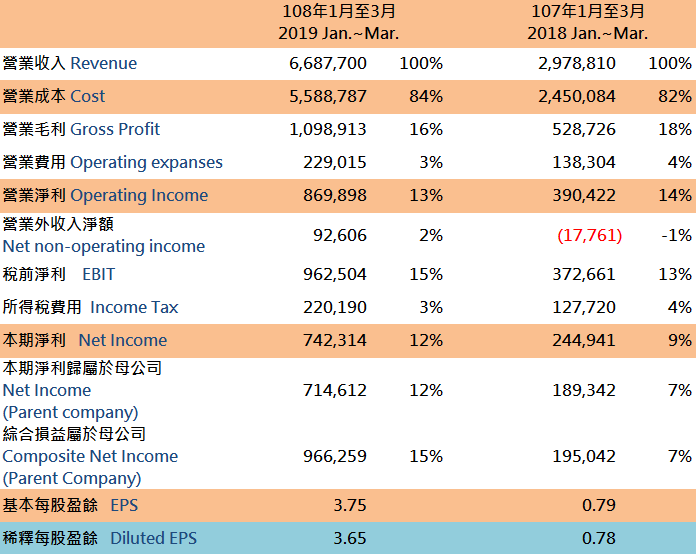 108年1月至3月 107年1月至3月
2019 Jan.~Mar. 2018 Jan.~Mar.
營業收入 Revenue 6,687,700 100% 2,978,810 100%
營業成本 Cost 5,588,787 84% 2,450,084 82%
營業毛利 Gross Profit 1,098,913 16% 528,726 18%
營業費用 Operating expanses 229,015 3% 138,304 4%
營業淨利 Operating Income 869,898 13% 390,422 14%
營業外收入淨額
Net non-operating income 92,606 2% (17,761) -1%
稅前淨利 EBIT 962,504 15% 372,661 13%
所得稅費用 Income Tax 220,190 3% 127,720 4%
本期淨利 Net Income 742,314 12% 244,941 9%
本期淨利歸屬於母公司
Net Income 714,612 12% 189,342 7%
(Parent company)
綜合損益屬於母公司
Composite Net Income 966,259 15% 195,042 7%
(Parent Company)
基本每股盈餘 EPS 3.75 0.79
稀釋每股盈餘 Diluted EPS 3.65 0.78